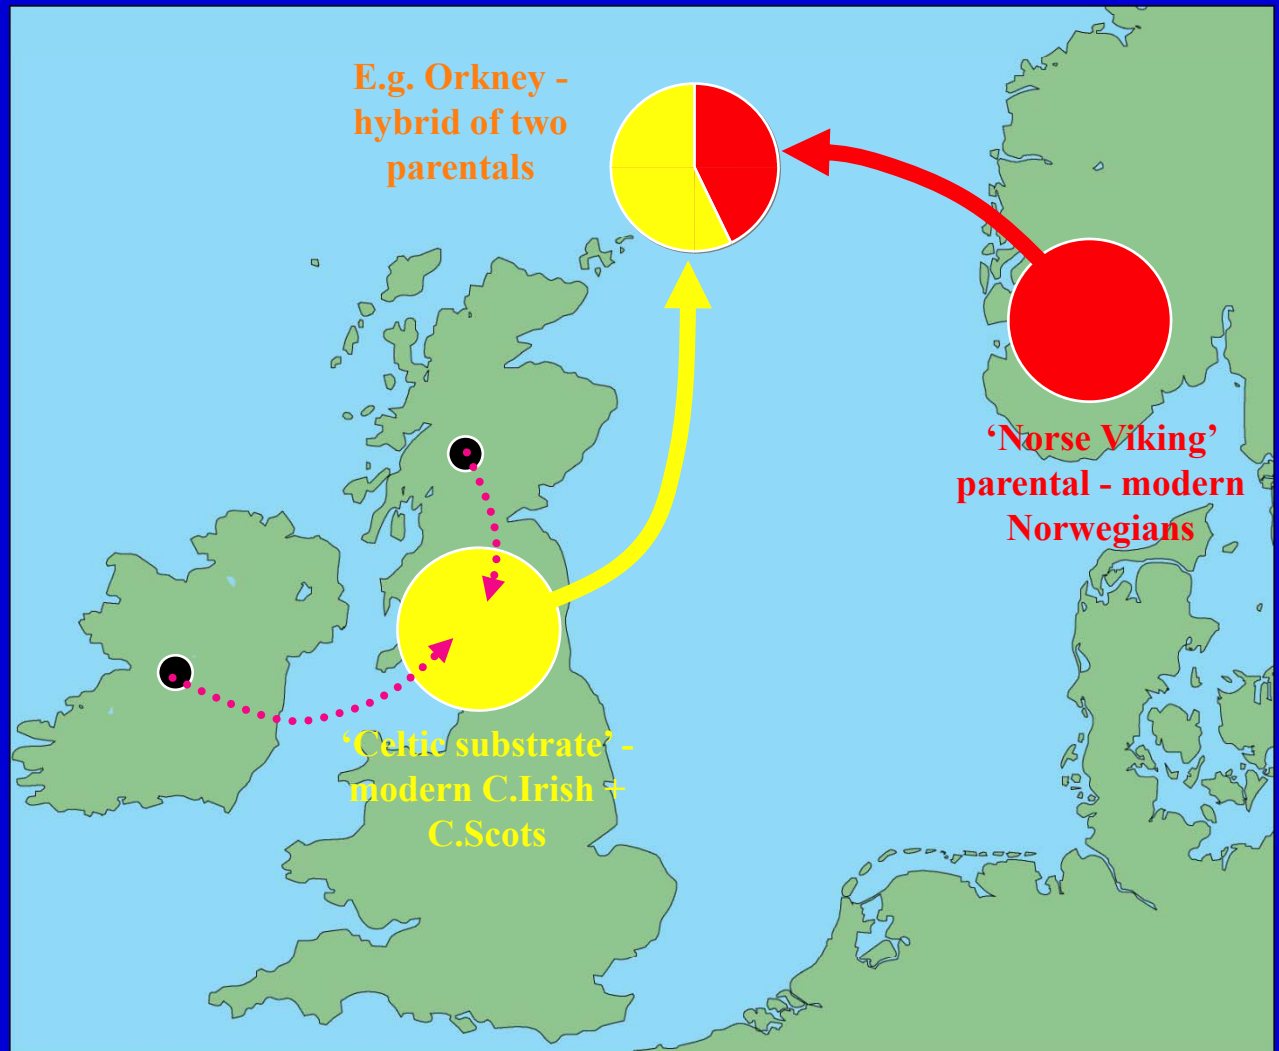 E.g. Orkney -
hybrid of two
parentals
‘Norse Viking’
parental - modern
Norwegians
‘Celtic substrate’ -
modern C.Irish +
C.Scots